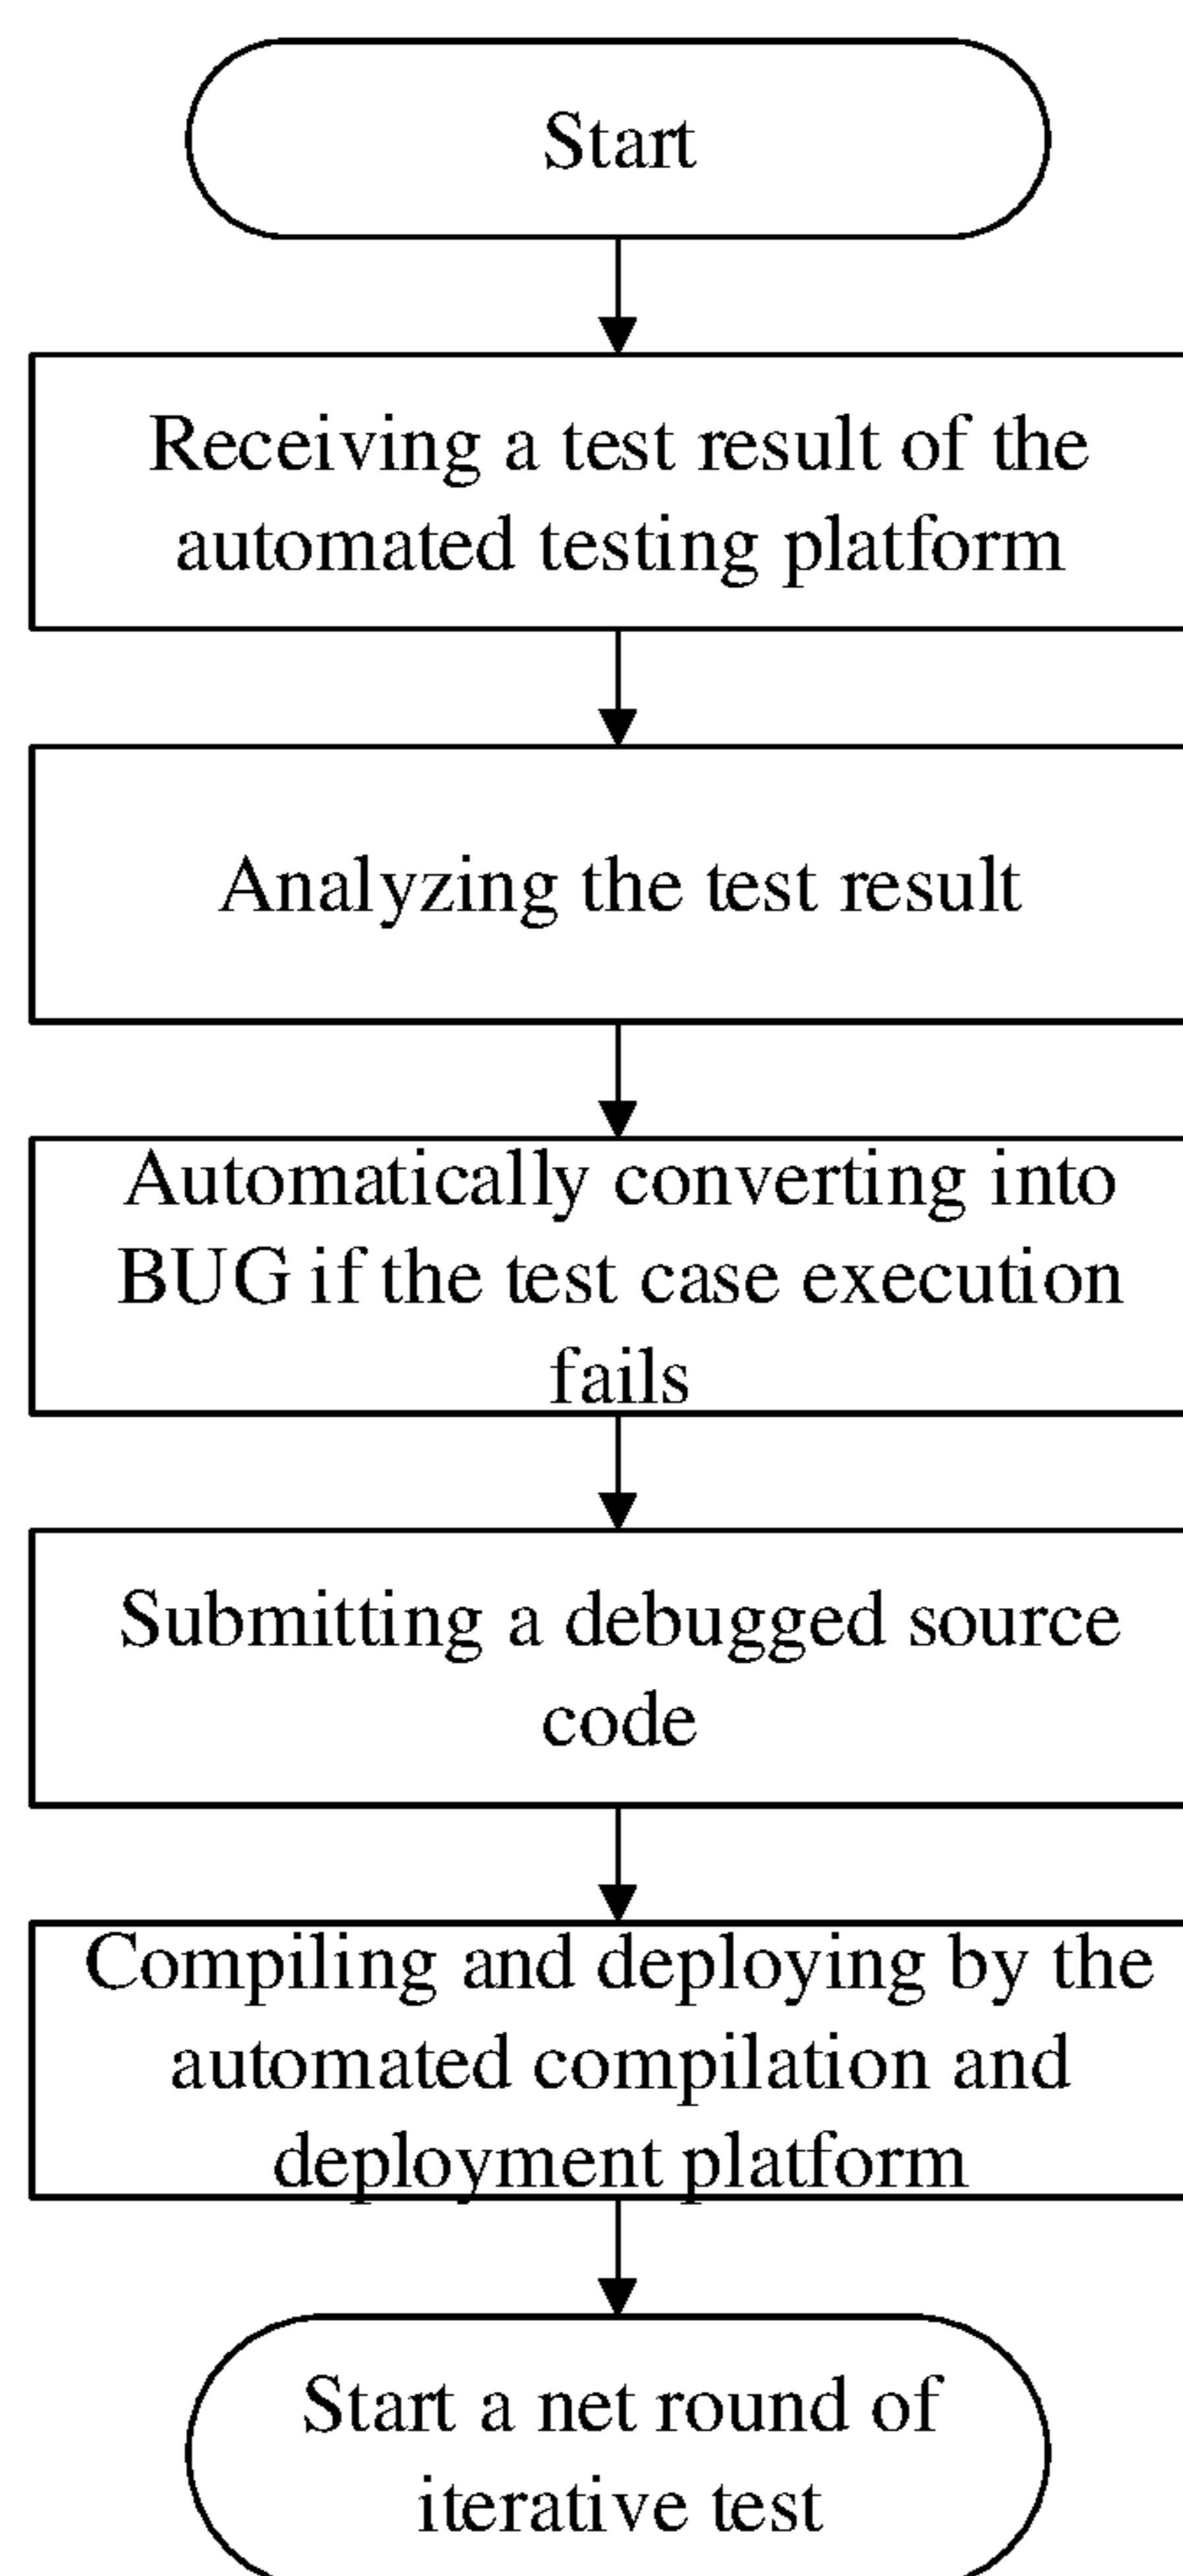 Start
Receiving a test result of the
automated testing platform
Analyzing the test result
Automatically converting into
BUG if the test case execution
fails
Submitting a debugged source
code
Compiling and deploying by the
automated compilation and
deployment platform
Start a net round of
iterative test